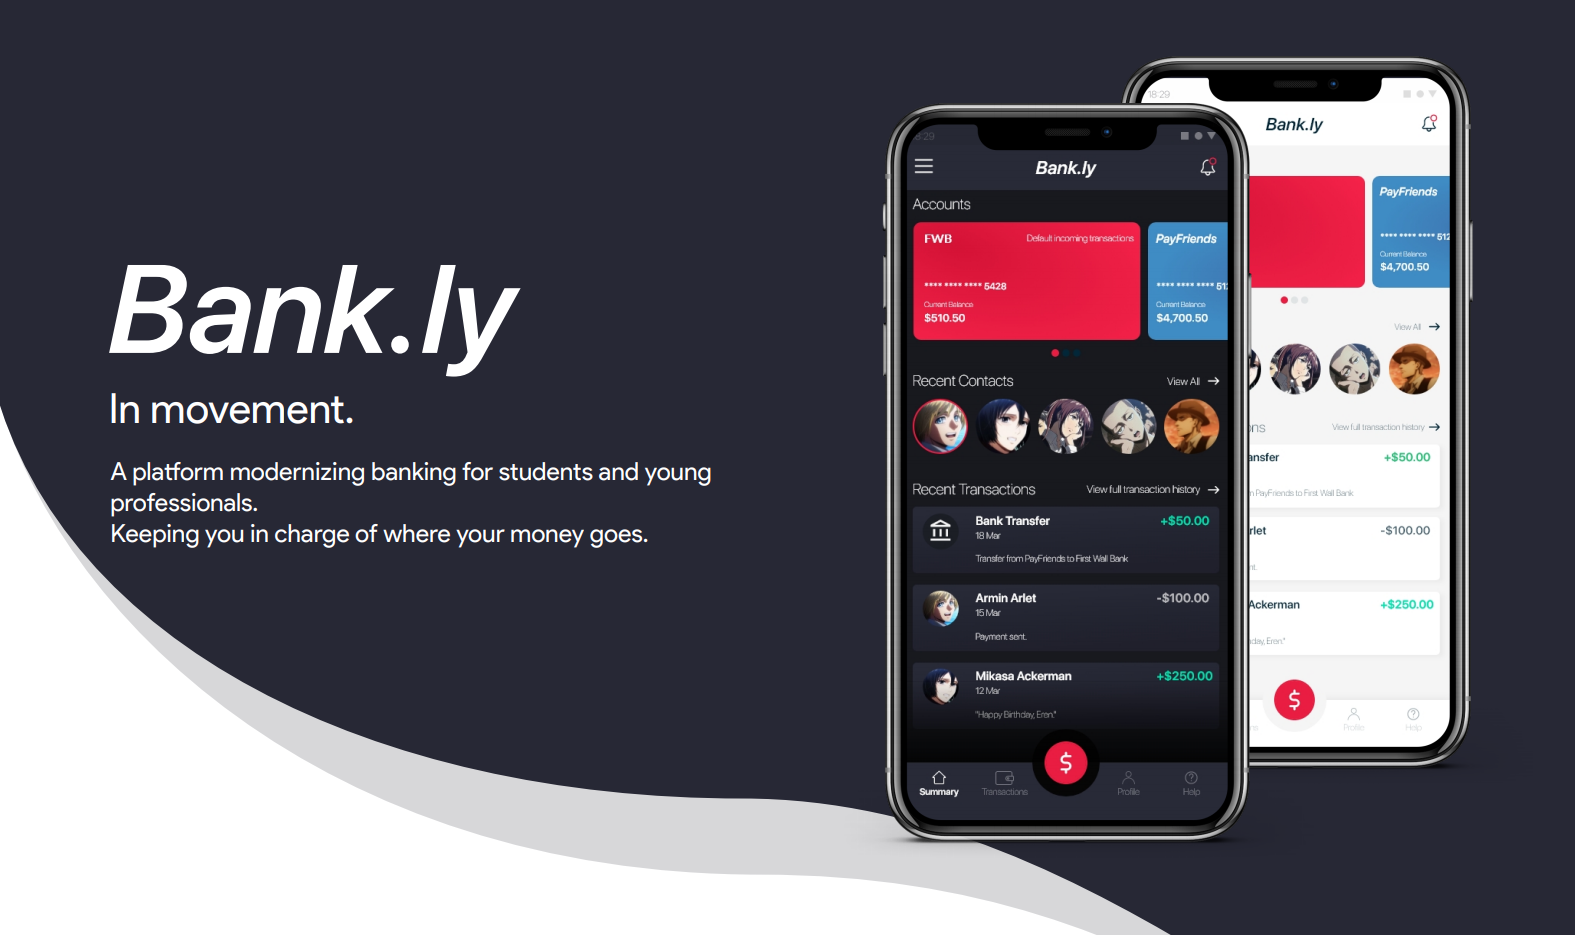 Bank.ly
In movement.
A platform modernizing banking for students and young
professionals.
Keeping you in charge of where your money goes.
Bank.ly
Accounts
FWB
Default incoming transactions
**** **** **** 5428
Current Balance
$510.50
PayFriends
**** **** **** 51
Current Balance
$4,700.50
Recent Contacts
View All
Recent Transactions
View full transaction history
Bank Transfer
+$50.00
18 Mar
Transfer from PayFriends to First Wall Bank
Armin Arlet
-$100.00
15 Mar
Payment sent.
Mikasa Ackerman
+$250.00
12 Mar
"Happy Birthday, Eren."
$
Summary
Transactions
Profile
Help
18:29
Bank.ly
PayFriends
**** **** **** 512
Current Balance
$4,700.50
View All
View full transaction history
+$50.00
PayFriends to First Wall Bank
-$100.00
Ackerman
+$250.00
Eren."
$
Profile
Help